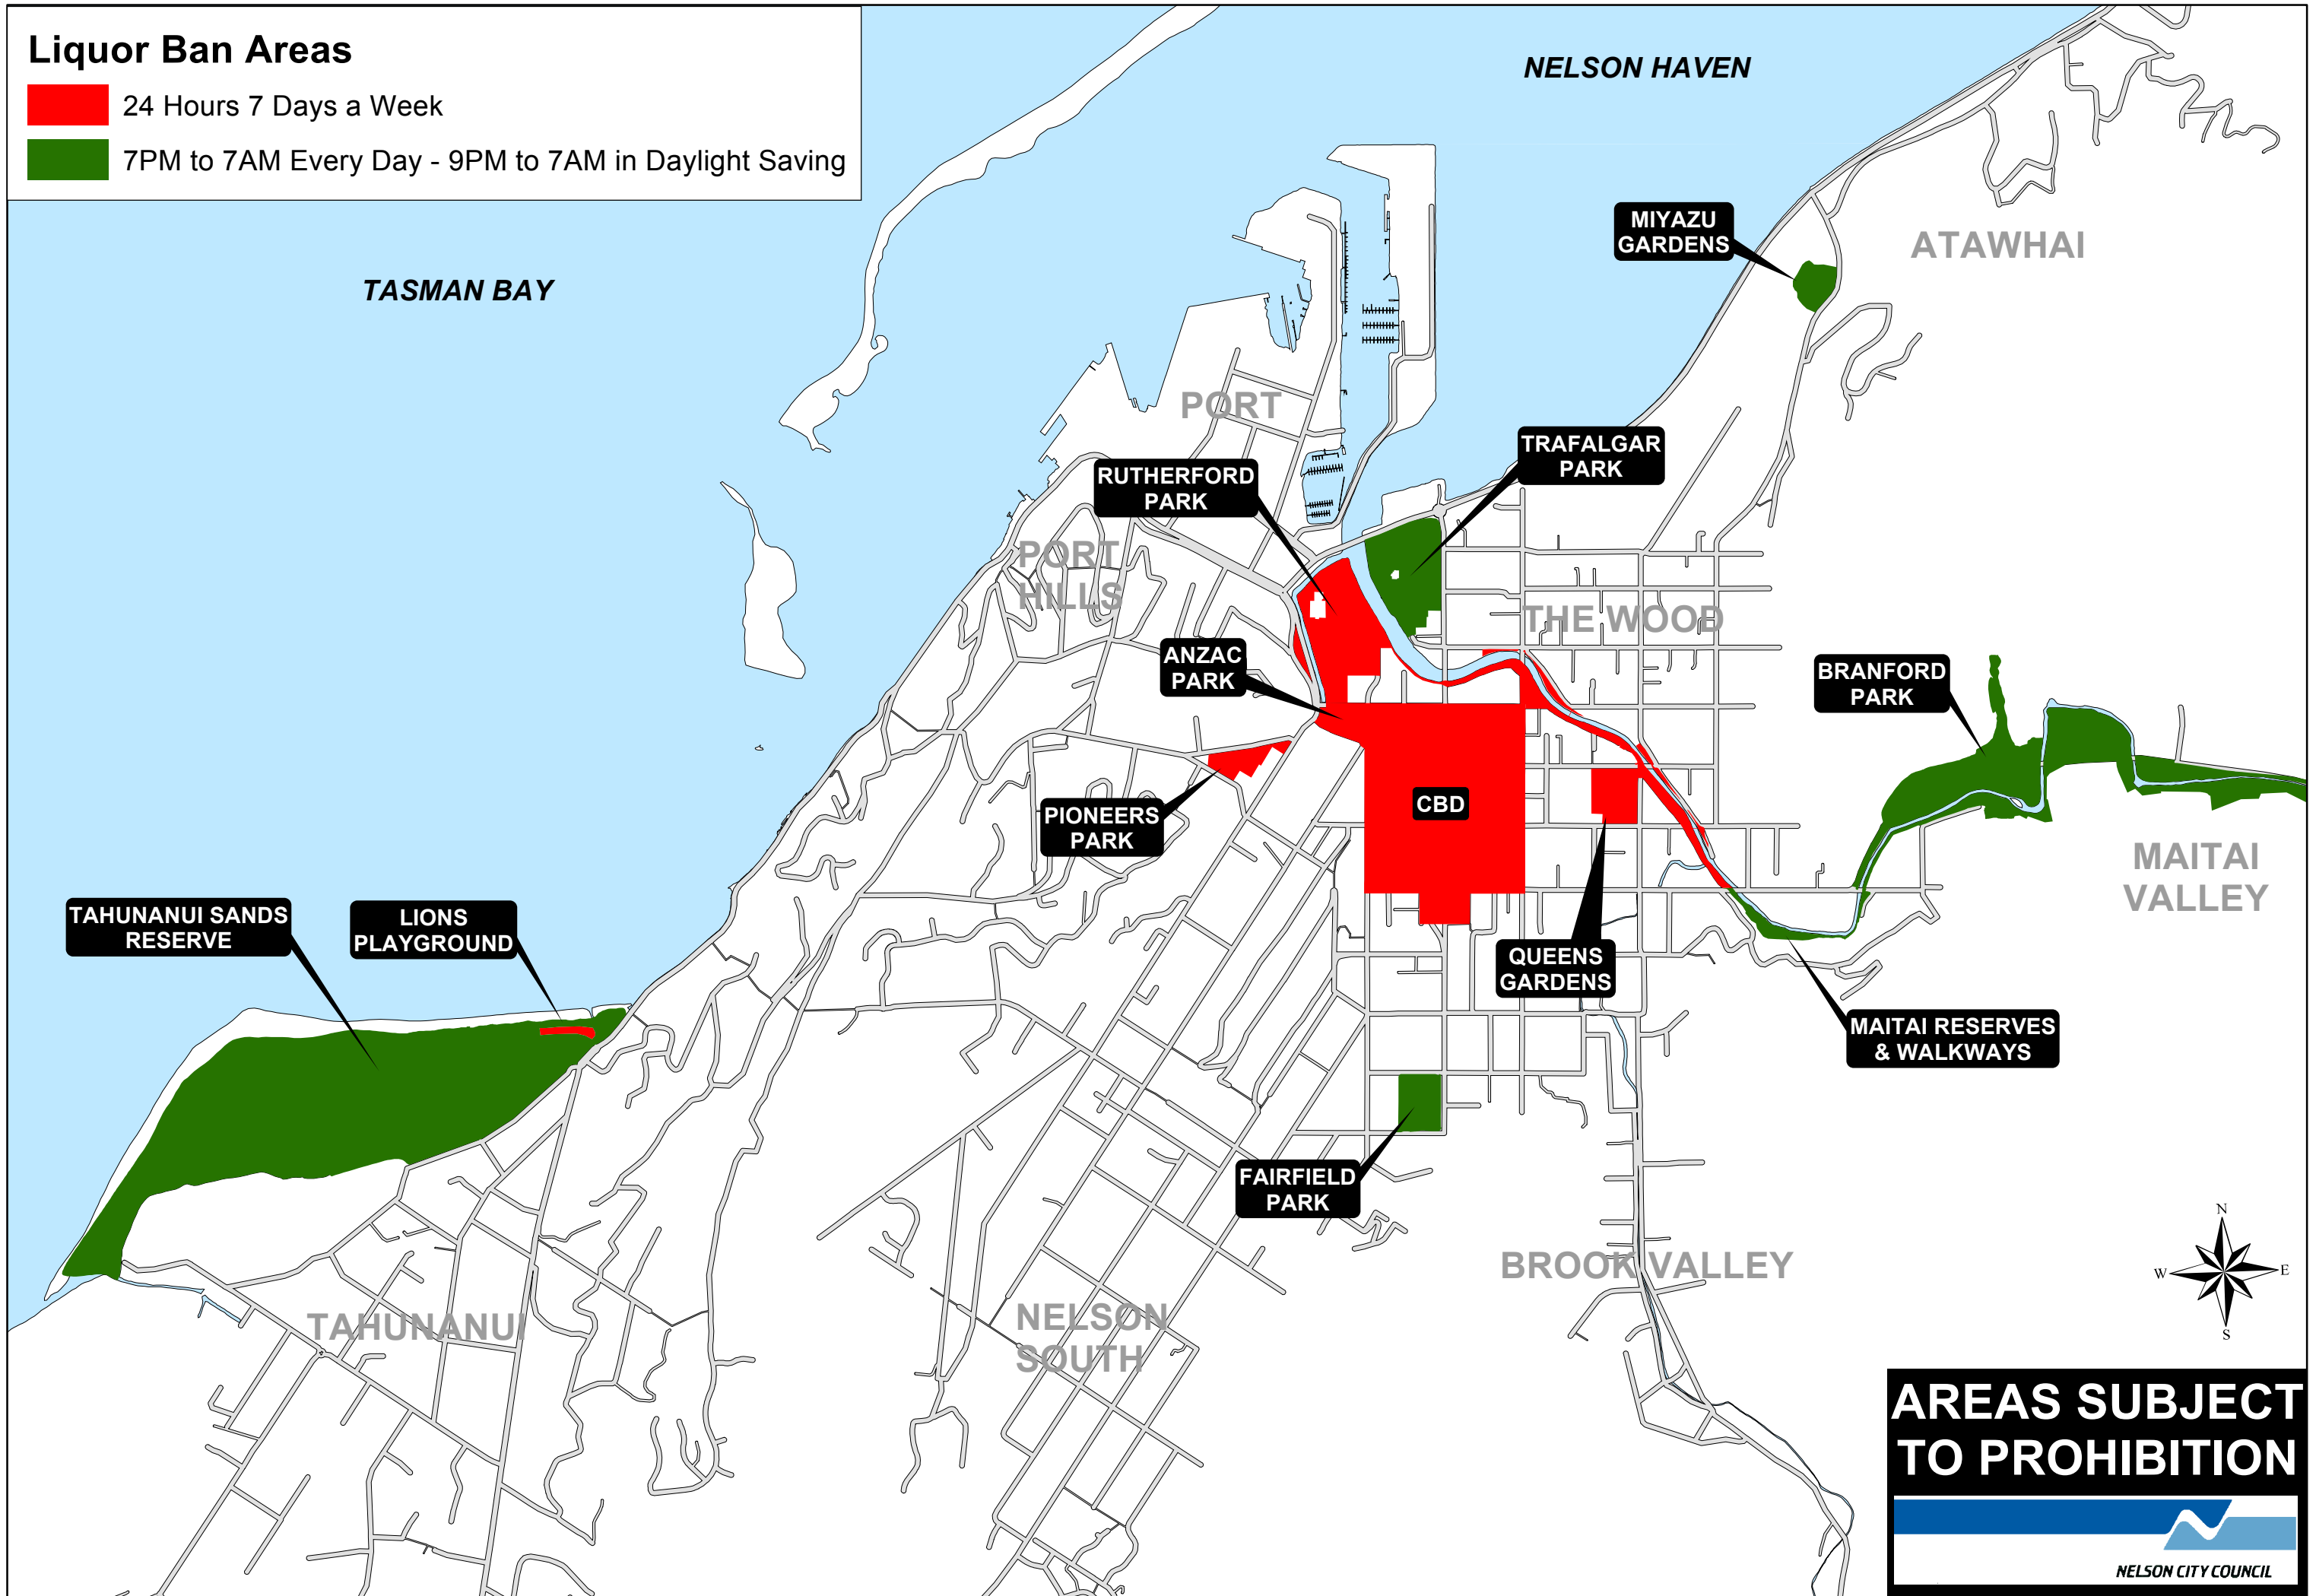 Liquor Ban Areas
24 Hours 7 Days a Week
7PM to 7AM Every Day - 9PM to 7AM in Daylight Saving
NELSON HAVEN
TASMAN BAY
MIYAZU
GARDENS
ATAWHAI
PORT
TRAFALGAR
PARK
RUTHERFORD
PARK
PORT
HILLS
THE WOOD
ANZAC
PARK
BRANFORD
PARK
CBD
PIONEERS
PARK
MAITAI
VALLEY
TAHUNANUI SANDS
RESERVE
LIONS
PLAYGROUND
QUEENS
GARDENS
MAITAI RESERVES
& WALKWAYS
FAIRFIELD
PARK
BROOK VALLEY
TAHUNANUI
NELSON
SOUTH
N
W
E
S
AREAS SUBJECT
TO PROHIBITION
NELSON CITY COUNCIL